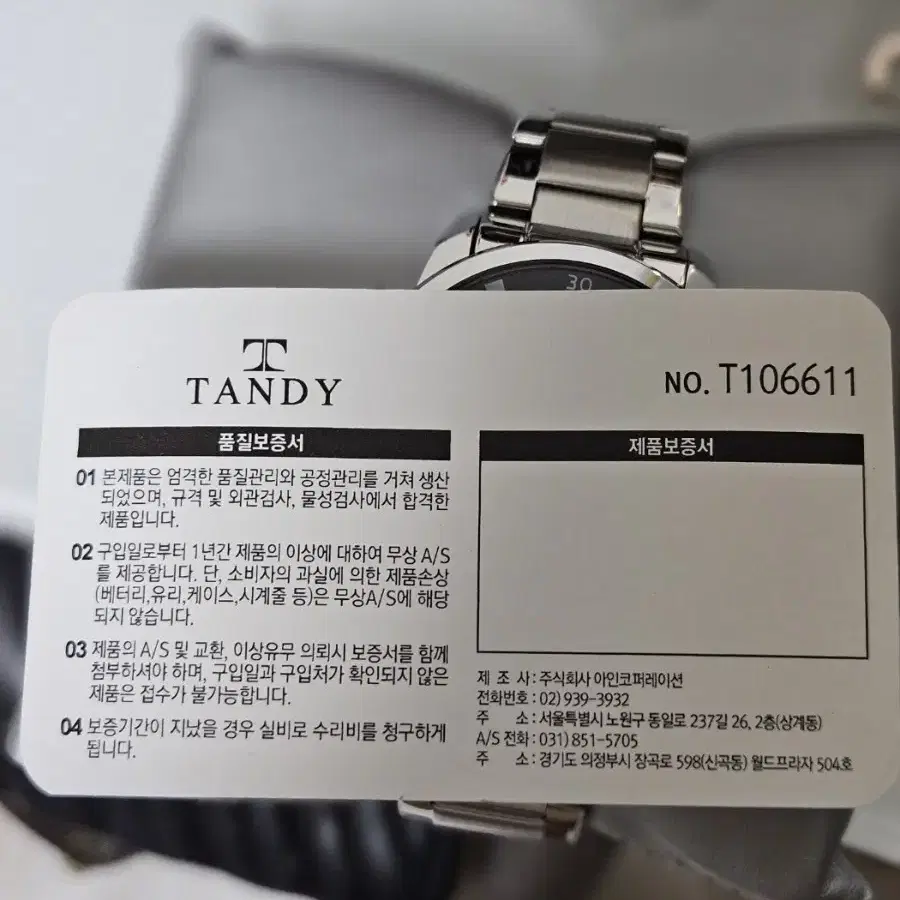 30
TANDY
NO. T106611
품질보증서
01 본제품은 엄격한 품질관리와 공정관리를 거쳐 생산
되었으며, 규격 및 외관검사, 물성검사에서 합격한
제품입니다.
02 구입일로부터 1년간 제품의 이상에 대하여 무상 A/S
를 제공합니다. 단, 소비자의 과실에 의한 제품손상
(베터리,유리,케이스,시계줄 등)은 무상A/S에 해당
되지 않습니다.
03 제품의 A/S 및 교환, 이상유무 의뢰시 보증서를 함께
첨부하셔야 하며, 구입일과 구입처가 확인되지 않은
제품은 접수가 불가능합니다.
04 보증기간이 지났을 경우 실비로 수리비를 청구하게
됩니다.
제품보증서
제 조 사 : 주식회사 아인코퍼레이션
전화번호 : 02) 939-3932
주 소 : 서울특별시 노원구 동일로 237길 26, 2층(상계동)
A/S 전화 : 031) 851-5705
주 소 : 경기도 의정부시 장곡로 598(신곡동) 월드프라자 504호